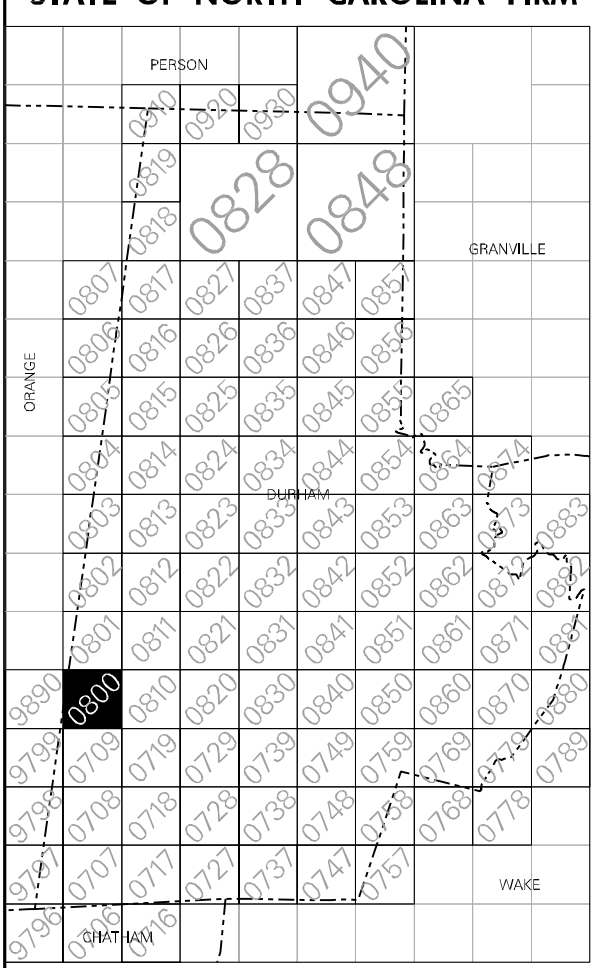 STATE OF NORTH CAROLINA FIRM
PERSON
0910 0920 0930 0940
0819 0828 0848
0818
GRANVILLE
0807 0817 0827 0837 0847 0857
0806 0816 0826 0836 0846 0856
ORANGE
0805 0815 0825 0835 0845 0855 0865
0804 0814 0824 0834 0844 0854 0864 0874
DURHAM
0803 0813 0823 0833 0843 0853 0863 0873 0883
0802 0812 0822 0832 0842 0852 0862 0872 0882
0801 0811 0821 0831 0841 0851 0861 0871 0881
9890 0800 0810 0820 0830 0840 0850 0860 0870 0880
9799 0709 0719 0729 0739 0749 0759 0769 0779 0789
9798 0708 0718 0728 0738 0748 0758 0768 0778
9797 0707 0717 0727 0737 0747 0757
WAKE
9796 0706 0716
CHATHAM